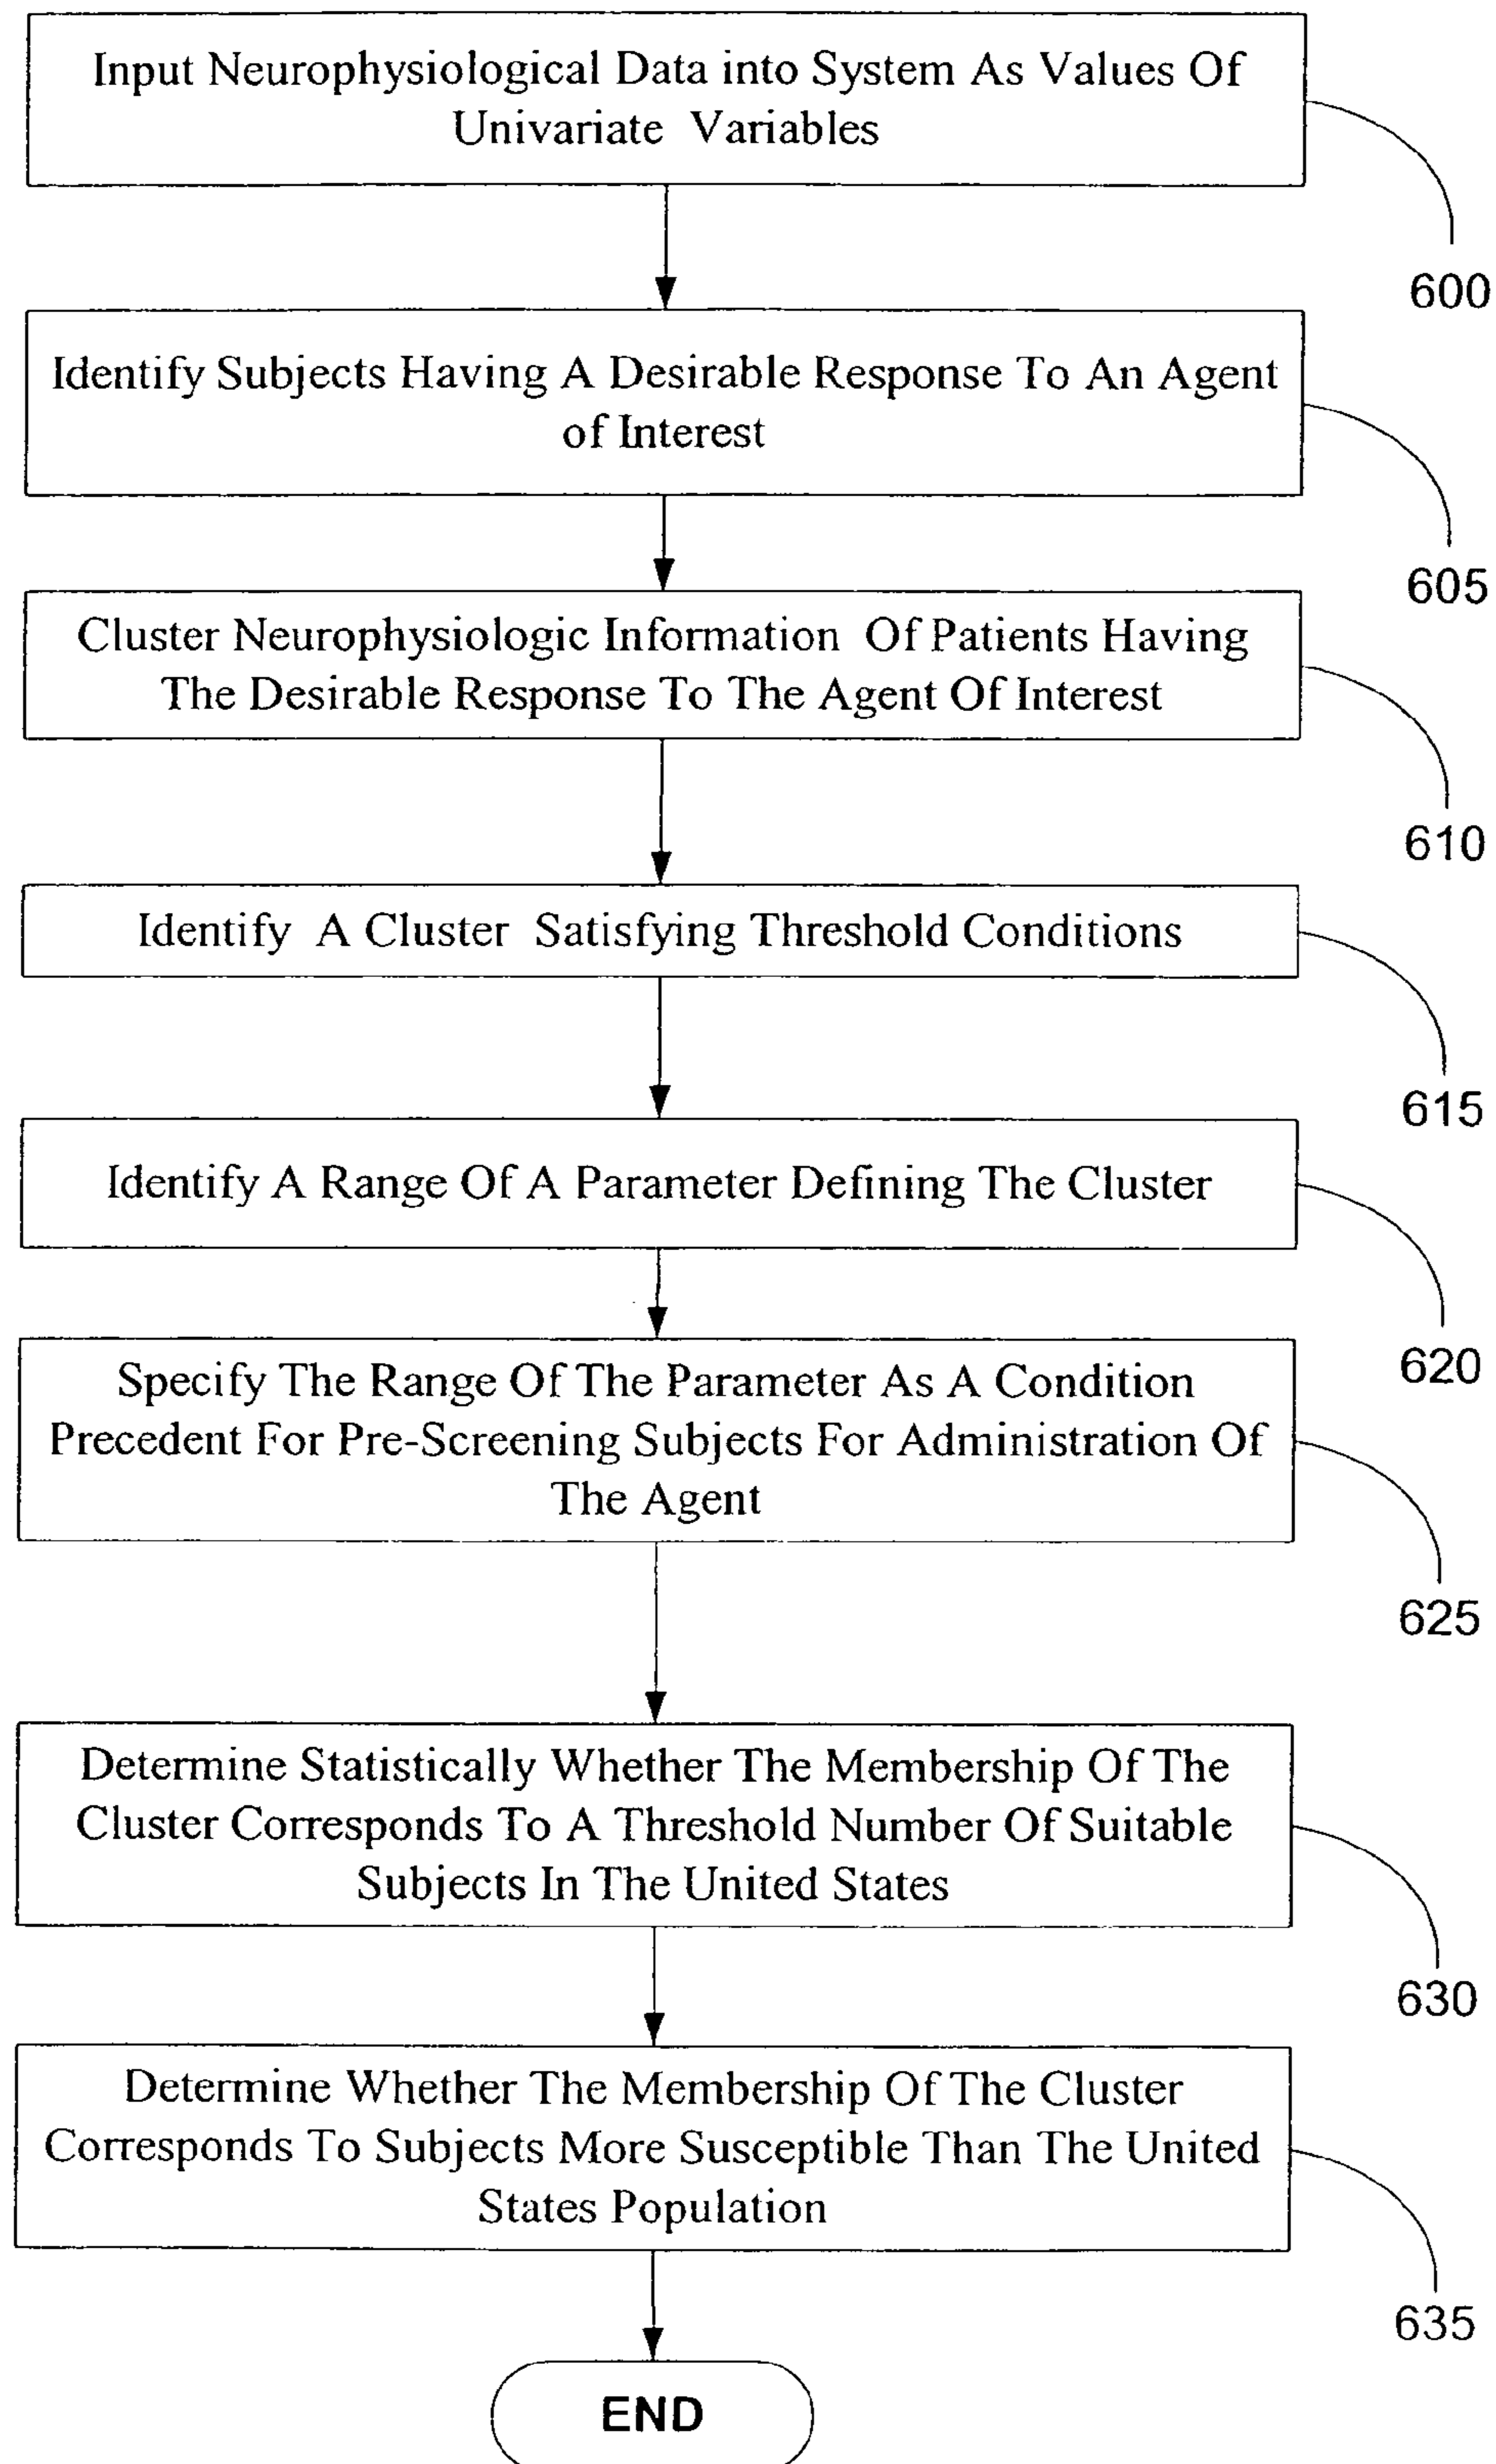 Input Neurophysiological Data into System As Values Of
Univariate Variables
600
Identify Subjects Having A Desirable Response To An Agent
of Interest
605
Cluster Neurophysiologic Information Of Patients Having
The Desirable Response To The Agent Of Interest
610
Identify A Cluster Satisfying Threshold Conditions
615
Identify A Range Of A Parameter Defining The Cluster
620
Specify The Range Of The Parameter As A Condition
Precedent For Pre-Screening Subjects For Administration Of
The Agent
625
Determine Statistically Whether The Membership Of The
Cluster Corresponds To A Threshold Number Of Suitable
Subjects In The United States
630
Determine Whether The Membership Of The Cluster
Corresponds To Subjects More Susceptible Than The United
States Population
635
END